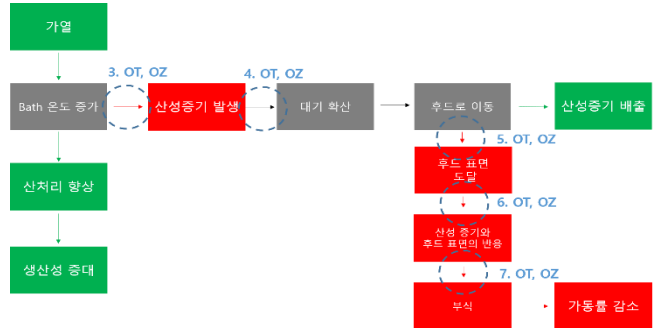 가열
3. OT, OZ
4. OT, OZ
Bath 온도 증가
산성증기 발생
대기 확산
후드로 이동
산성증기 배출
5. OT, OZ
후드 표면
도달
산처리 향상
6. OT, OZ
산성 증기와
후드 표면의 반응
생산성 증대
7. OT, OZ
부식
가동률 감소